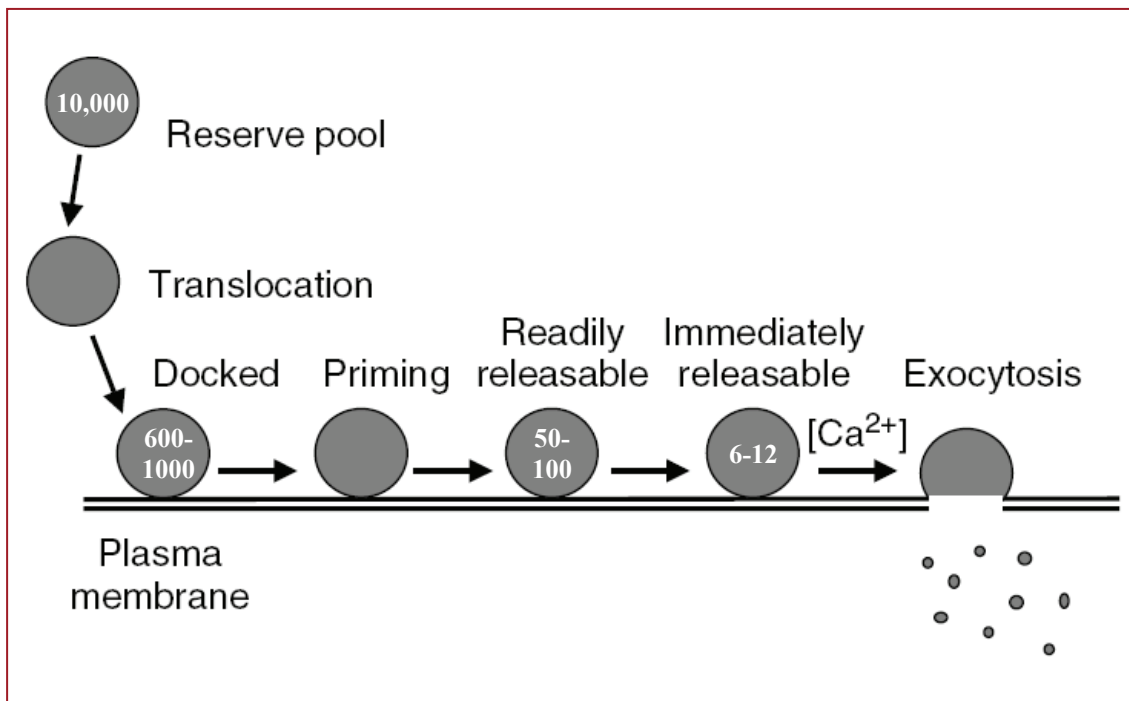 10,000
Reserve pool
Translocation
Docked
Priming
Readily
releasable
Immediately
releasable
Exocytosis
600-
1000
50-
100
6-12
[Ca²⁺]
Plasma
membrane